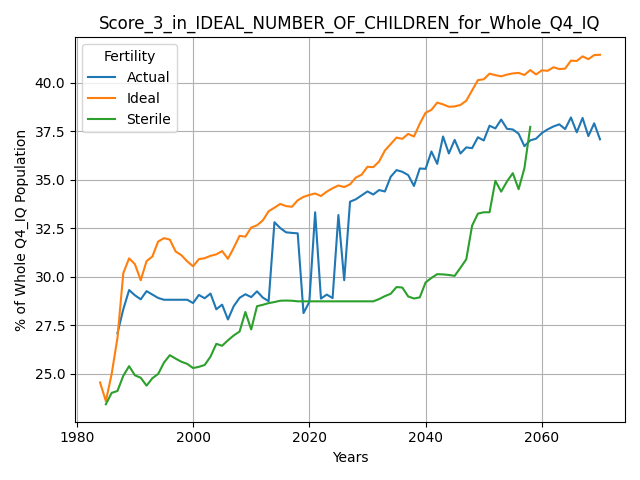 Score_3_in_IDEAL_NUMBER_OF_CHILDREN_for_Whole_Q4_IQ
Fertility
Actual
Ideal
Sterile
% of Whole Q4_IQ Population
40.0
37.5
35.0
32.5
30.0
27.5
25.0
1980
2000
2020
2040
2060
Years